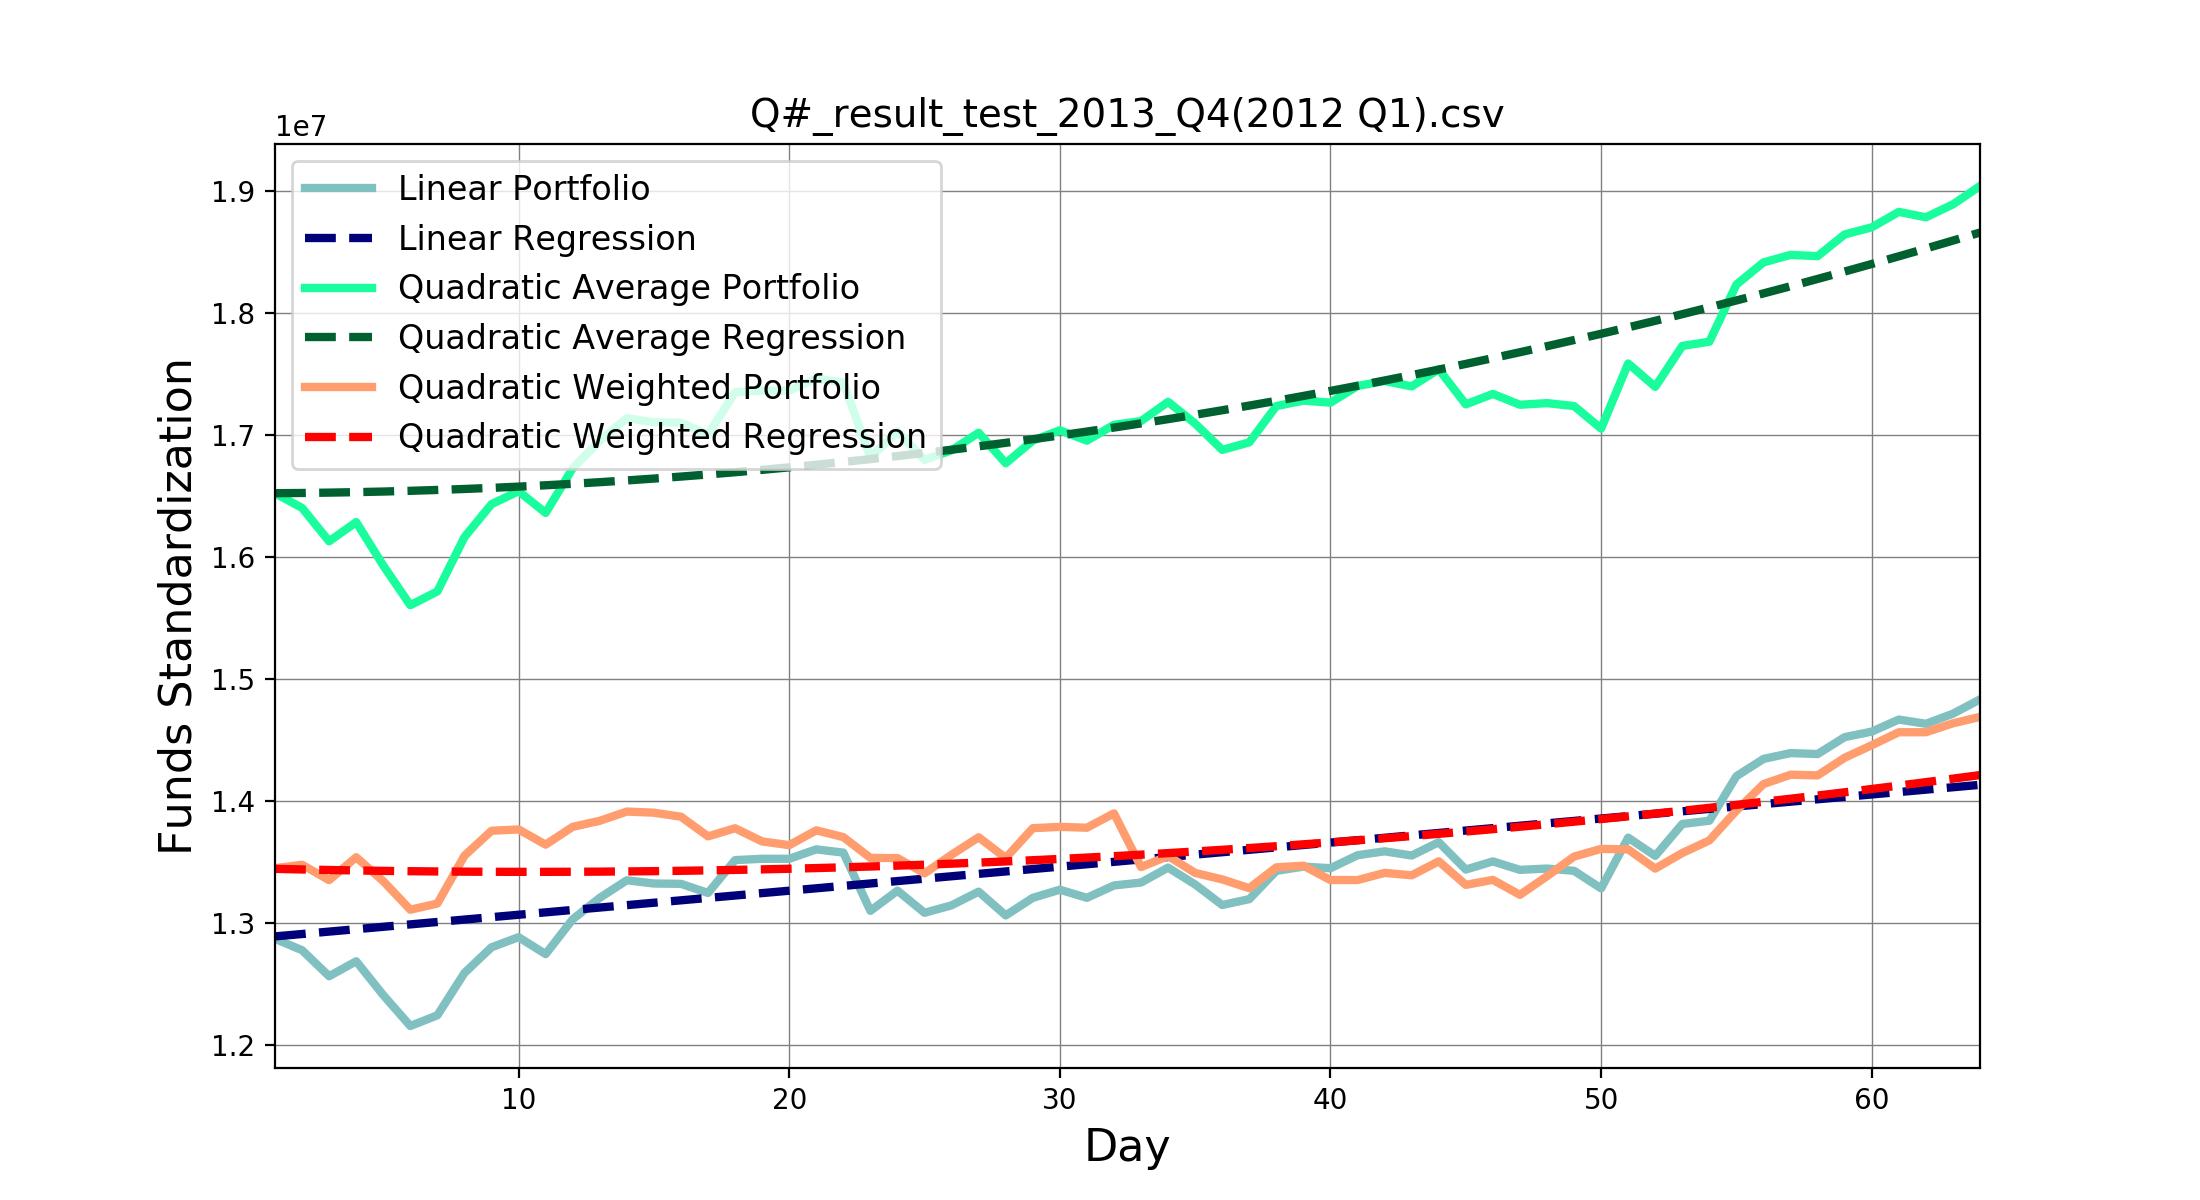 Q#_result_test_2013_Q4(2012 Q1).csv
1e7
Linear Portfolio
Linear Regression
Quadratic Average Portfolio
Quadratic Average Regression
Quadratic Weighted Portfolio
Quadratic Weighted Regression
Funds Standardization
1.9
1.8
1.7
1.6
1.5
1.4
1.3
1.2
10 20 30 40 50 60
Day